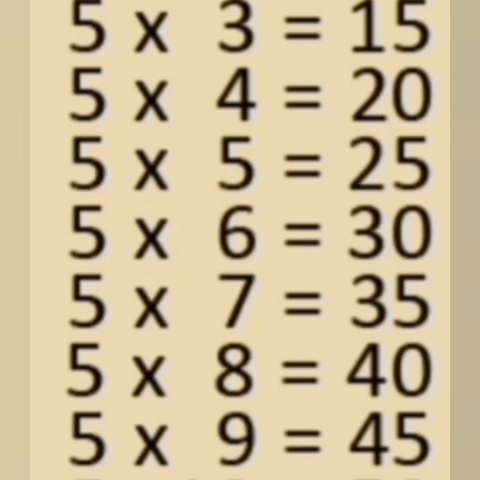 5 x 3 = 15
5 x 4 = 20
5 x 5 = 25
5 x 6 = 30
5 x 7 = 35
5 x 8 = 40
5 x 9 = 45